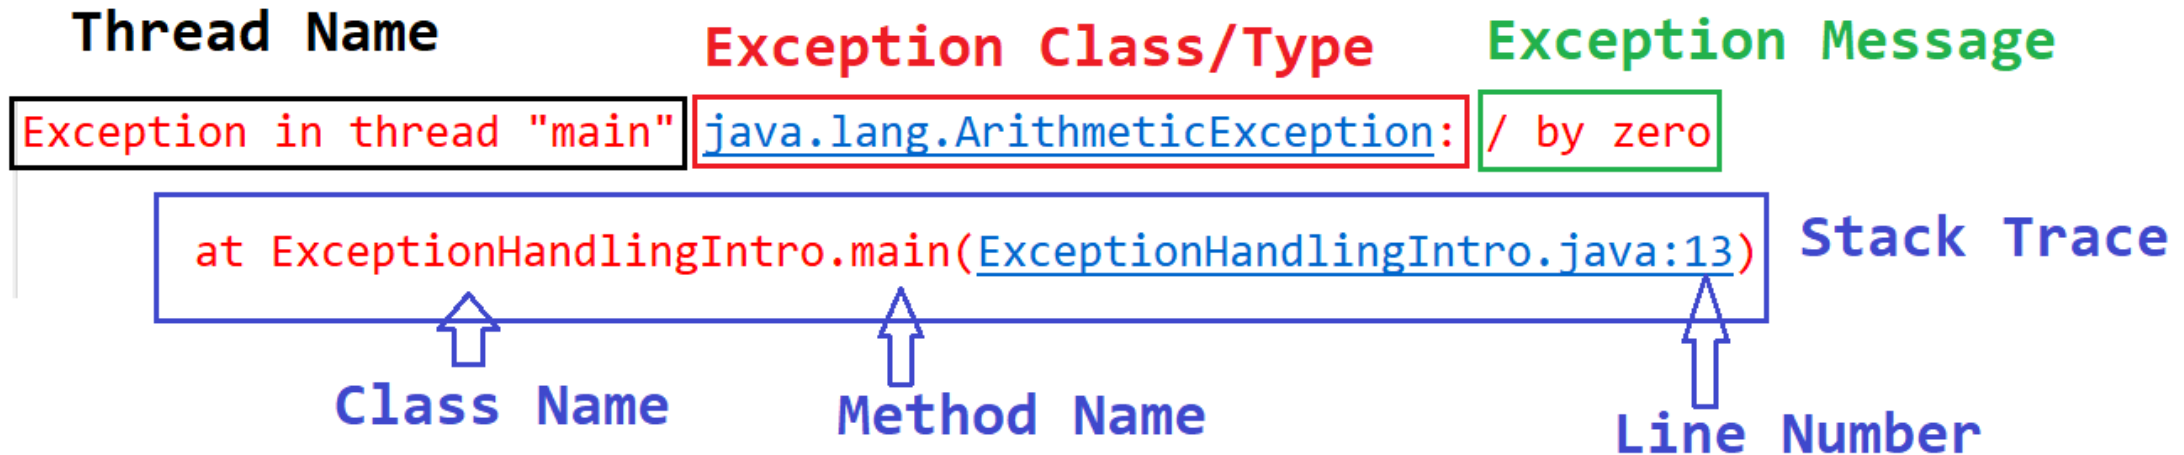 Thread Name Exception Class/Type Exception Message
Exception in thread "main" java.lang.ArithmeticException: / by zero
at ExceptionHandlingIntro.main(ExceptionHandlingIntro.java:13) Stack Trace
Class Name Method Name Line Number